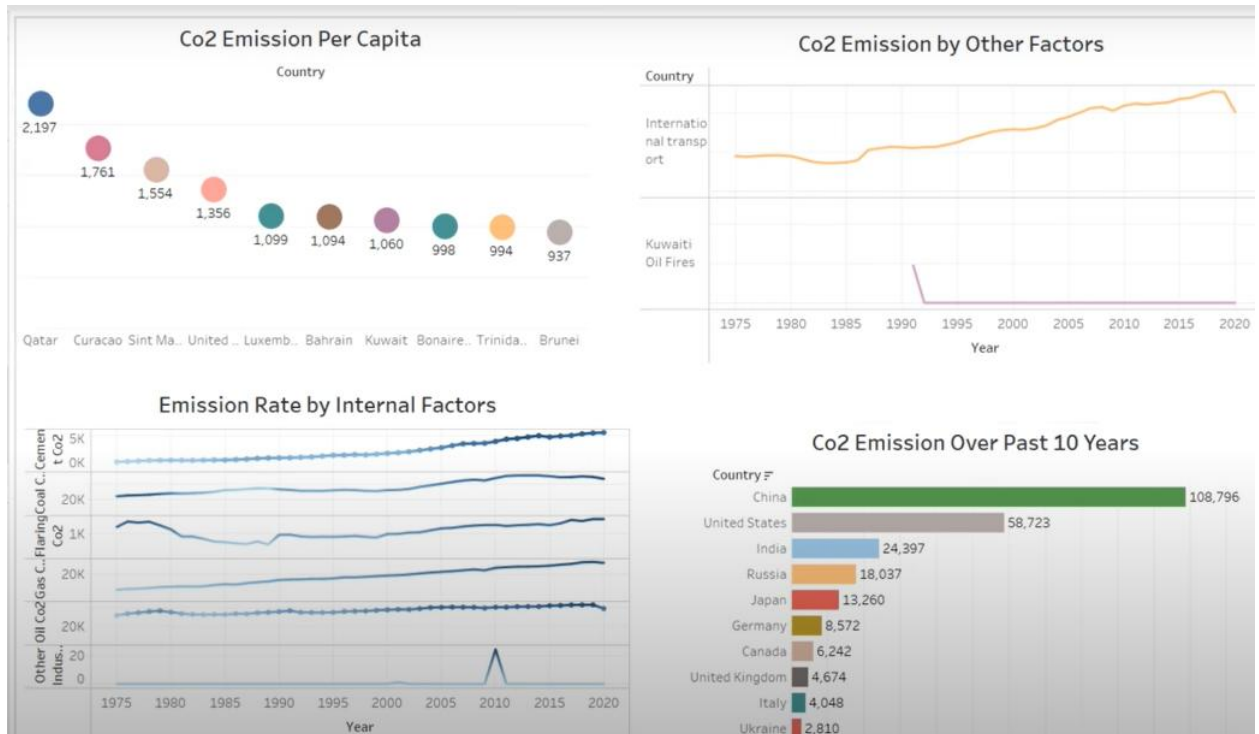 Co2 Emission Per Capita
Country
2,197
1,761
1,554
1,356
1,099
1,094
1,060
998
994
937
Qatar Curacao Sint Ma.. United .. Luxemb.. Bahrain Kuwait Bonaire.. Trinida.. Brunei
Co2 Emission by Other Factors
Country
Internatio
nal transp
ort
Kuwaiti
Oil Fires
1975 1980 1985 1990 1995 2000 2005 2010 2015 2020
Year
Emission Rate by Internal Factors
Cemen
t Co2
5K
0K
Coal C..
20K
Flaring
Co2
1K
Gas C..
20K
Oil Co2
20K
Other
Indus..
20
0
1975 1980 1985 1990 1995 2000 2005 2010 2015 2020
Year
Co2 Emission Over Past 10 Years
Country
China 108,796
United States 58,723
India 24,397
Russia 18,037
Japan 13,260
Germany 8,572
Canada 6,242
United Kingdom 4,674
Italy 4,048
Ukraine 2,810